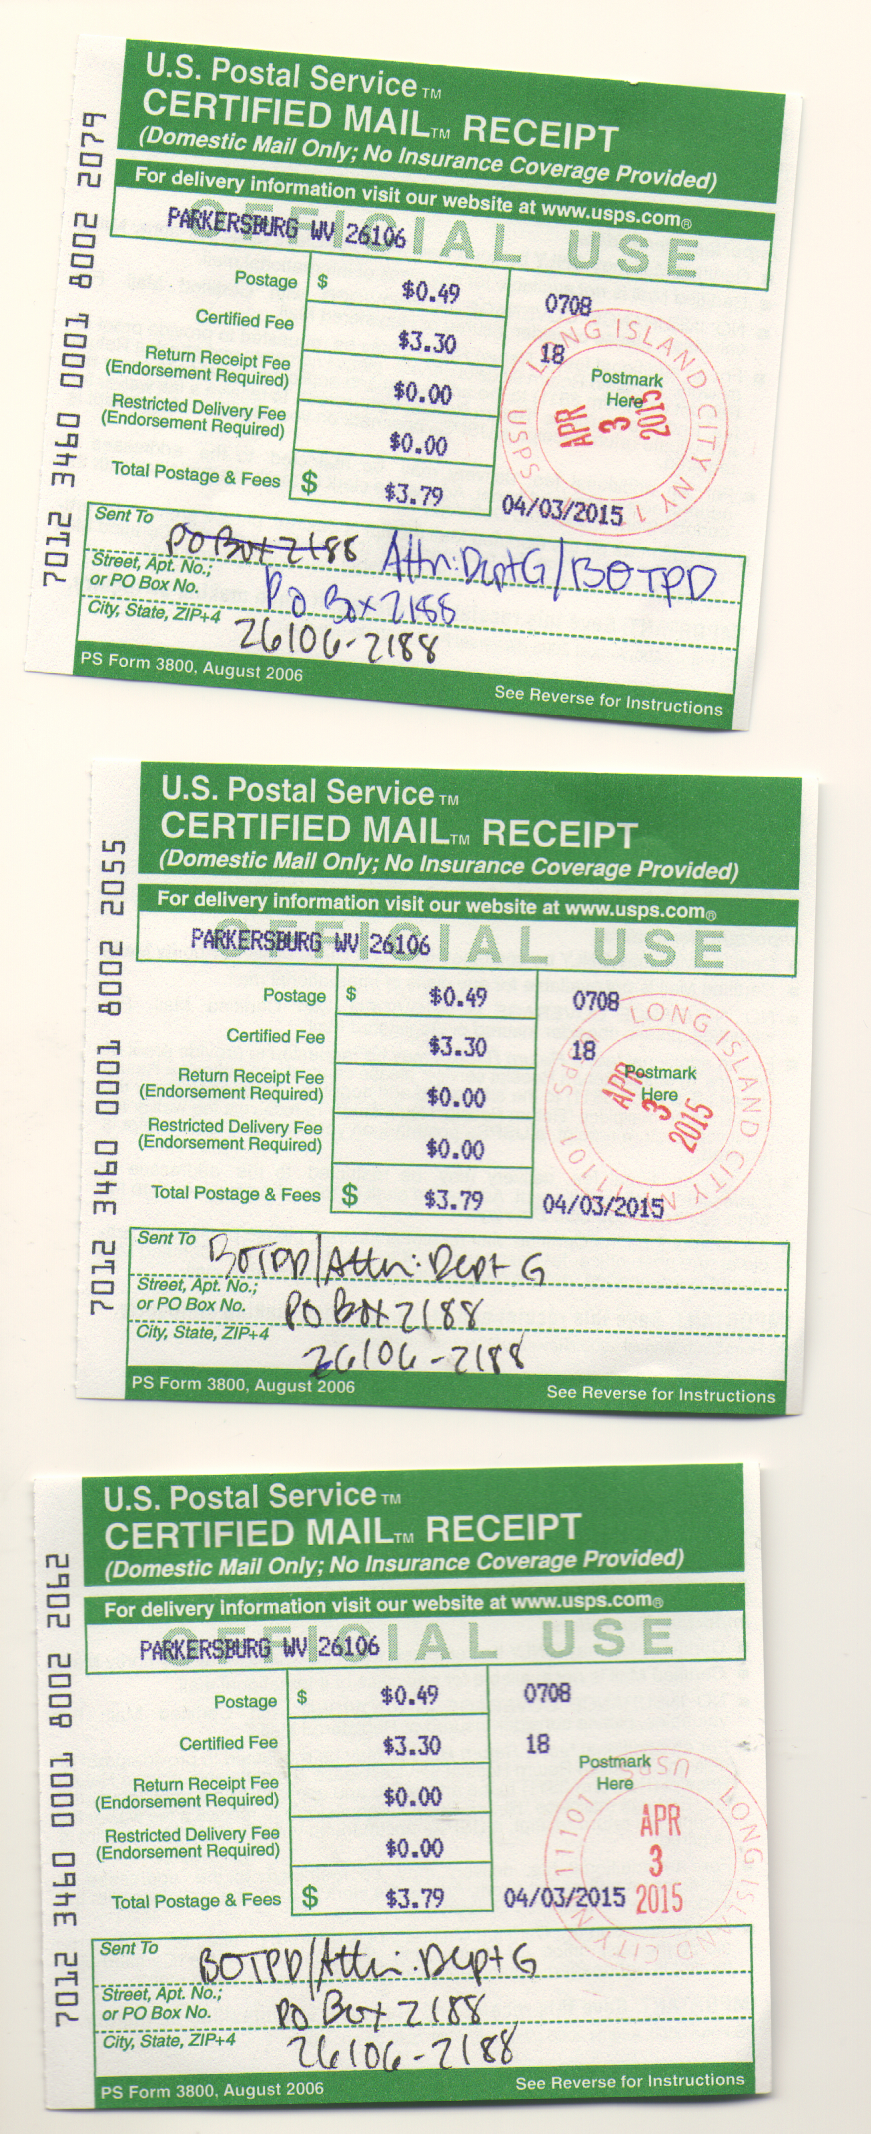 U.S. Postal Service™
CERTIFIED MAIL™ RECEIPT
(Domestic Mail Only; No Insurance Coverage Provided)
For delivery information visit our website at www.usps.com®
OFFICIAL USE
PARKERSBURG WV 26106
Postage $ $0.49 0708
Certified Fee $3.30 18
Return Receipt Fee
(Endorsement Required) $0.00
Restricted Delivery Fee
(Endorsement Required) $0.00
Total Postage & Fees $ $3.79 04/03/2015
Postmark
Here
LONG ISLAND CITY NY 1
USPS
APR
3
2015
Sent To PO Box 2188 Attn: Dept G/BOTPD
Street, Apt. No.;
or PO Box No. PO Box 2188
City, State, ZIP+4 26106-2188
PS Form 3800, August 2006 See Reverse for Instructions
7012 3460 0001 8002 2079
U.S. Postal Service™
CERTIFIED MAIL™ RECEIPT
(Domestic Mail Only; No Insurance Coverage Provided)
For delivery information visit our website at www.usps.com®
OFFICIAL USE
PARKERSBURG WV 26106
Postage $ $0.49 0708
Certified Fee $3.30 18
Return Receipt Fee
(Endorsement Required) $0.00
Restricted Delivery Fee
(Endorsement Required) $0.00
Total Postage & Fees $ $3.79 04/03/2015
Postmark
Here
LONG ISLAND CITY NY 11101
USPS
APR
3
2015
Sent To BOTPD/Attn: Dept G
Street, Apt. No.;
or PO Box No. PO Box 2188
City, State, ZIP+4 26106-2188
PS Form 3800, August 2006 See Reverse for Instructions
7012 3460 0001 8002 2055
U.S. Postal Service™
CERTIFIED MAIL™ RECEIPT
(Domestic Mail Only; No Insurance Coverage Provided)
For delivery information visit our website at www.usps.com®
OFFICIAL USE
PARKERSBURG WV 26106
Postage $ $0.49 0708
Certified Fee $3.30 18
Return Receipt Fee
(Endorsement Required) $0.00
Restricted Delivery Fee
(Endorsement Required) $0.00
Total Postage & Fees $ $3.79 04/03/2015
Postmark
Here
LONG ISLAND CITY N 11101
USPS
APR
3
2015
Sent To BOTPD/Attn: Dept G
Street, Apt. No.;
or PO Box No. PO Box 2188
City, State, ZIP+4 26106-2188
PS Form 3800, August 2006 See Reverse for Instructions
7012 3460 0001 8002 2062